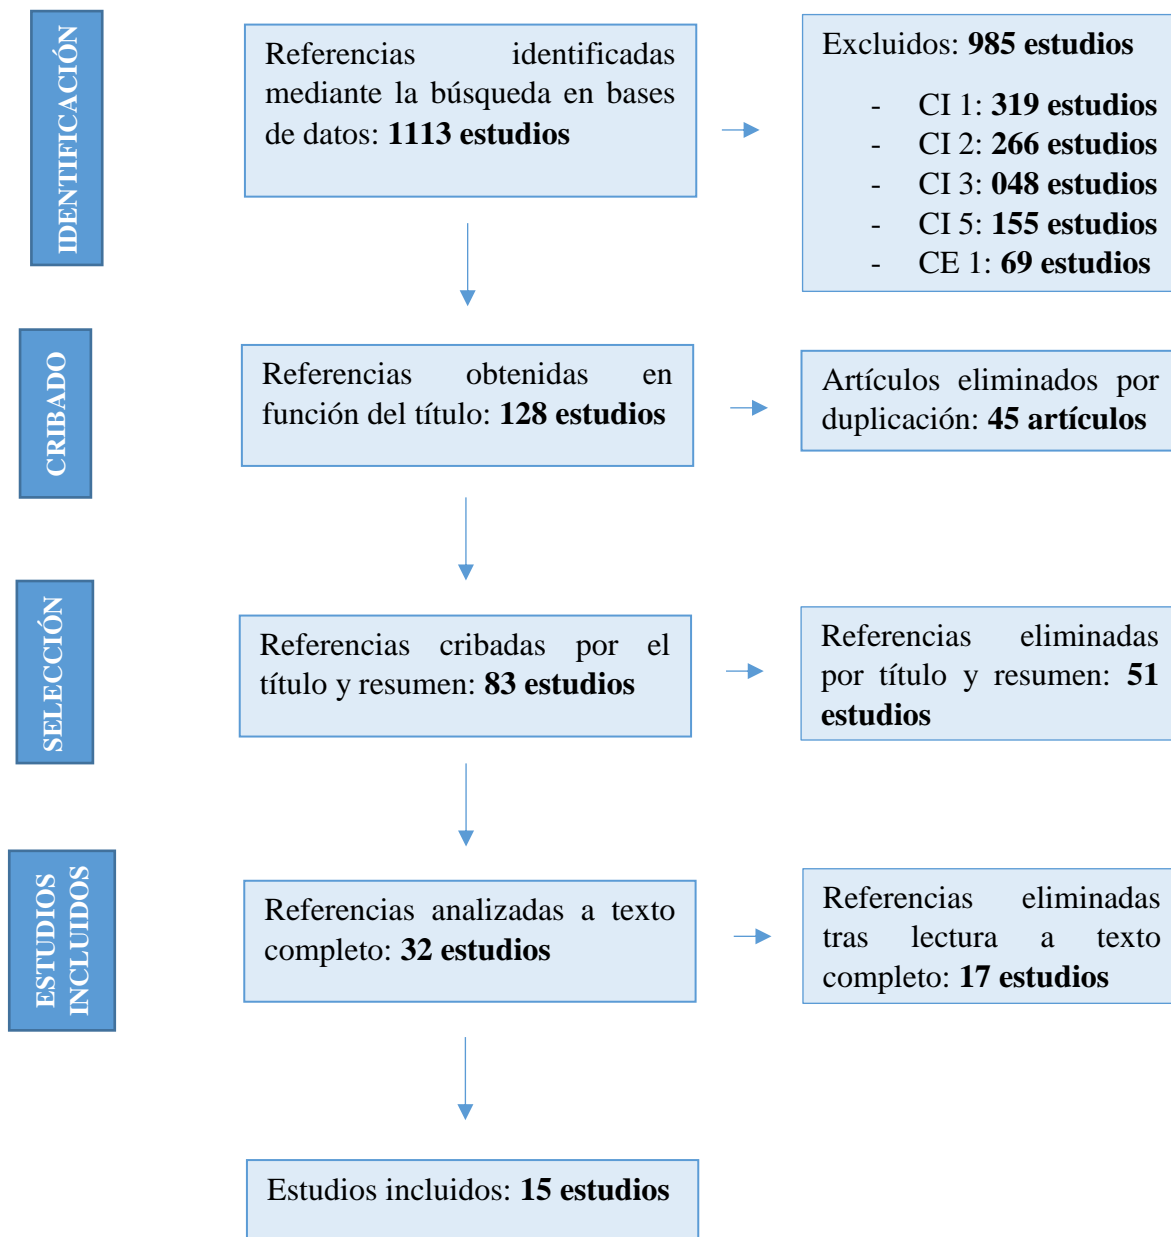 IDENTIFICACIÓN
Referencias identificadas
mediante la búsqueda en bases
de datos: 1113 estudios
Excluidos: 985 estudios
- CI 1: 319 estudios
- CI 2: 266 estudios
- CI 3: 048 estudios
- CI 5: 155 estudios
- CE 1: 69 estudios
CRIBADO
Referencias obtenidas en
función del título: 128 estudios
Artículos eliminados por
duplicación: 45 artículos
SELECCIÓN
Referencias cribadas por el
título y resumen: 83 estudios
Referencias eliminadas
por título y resumen: 51
estudios
ESTUDIOS
INCLUIDOS
Referencias analizadas a texto
completo: 32 estudios
Referencias eliminadas
tras lectura a texto
completo: 17 estudios
Estudios incluidos: 15 estudios